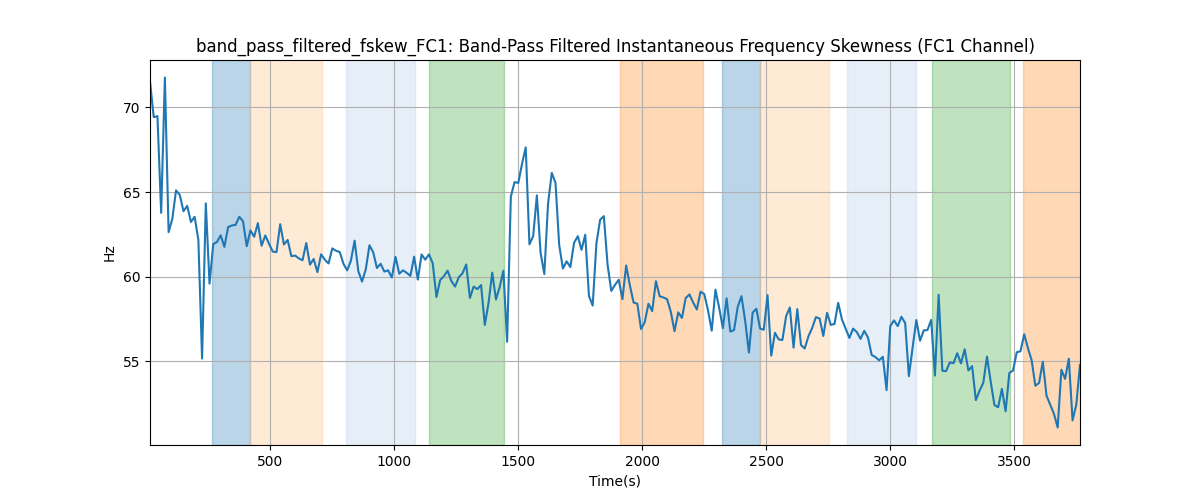 band_pass_filtered_fskew_FC1: Band-Pass Filtered Instantaneous Frequency Skewness (FC1 Channel)
70
65
60
55
Hz
500 1000 1500 2000 2500 3000 3500
Time(s)